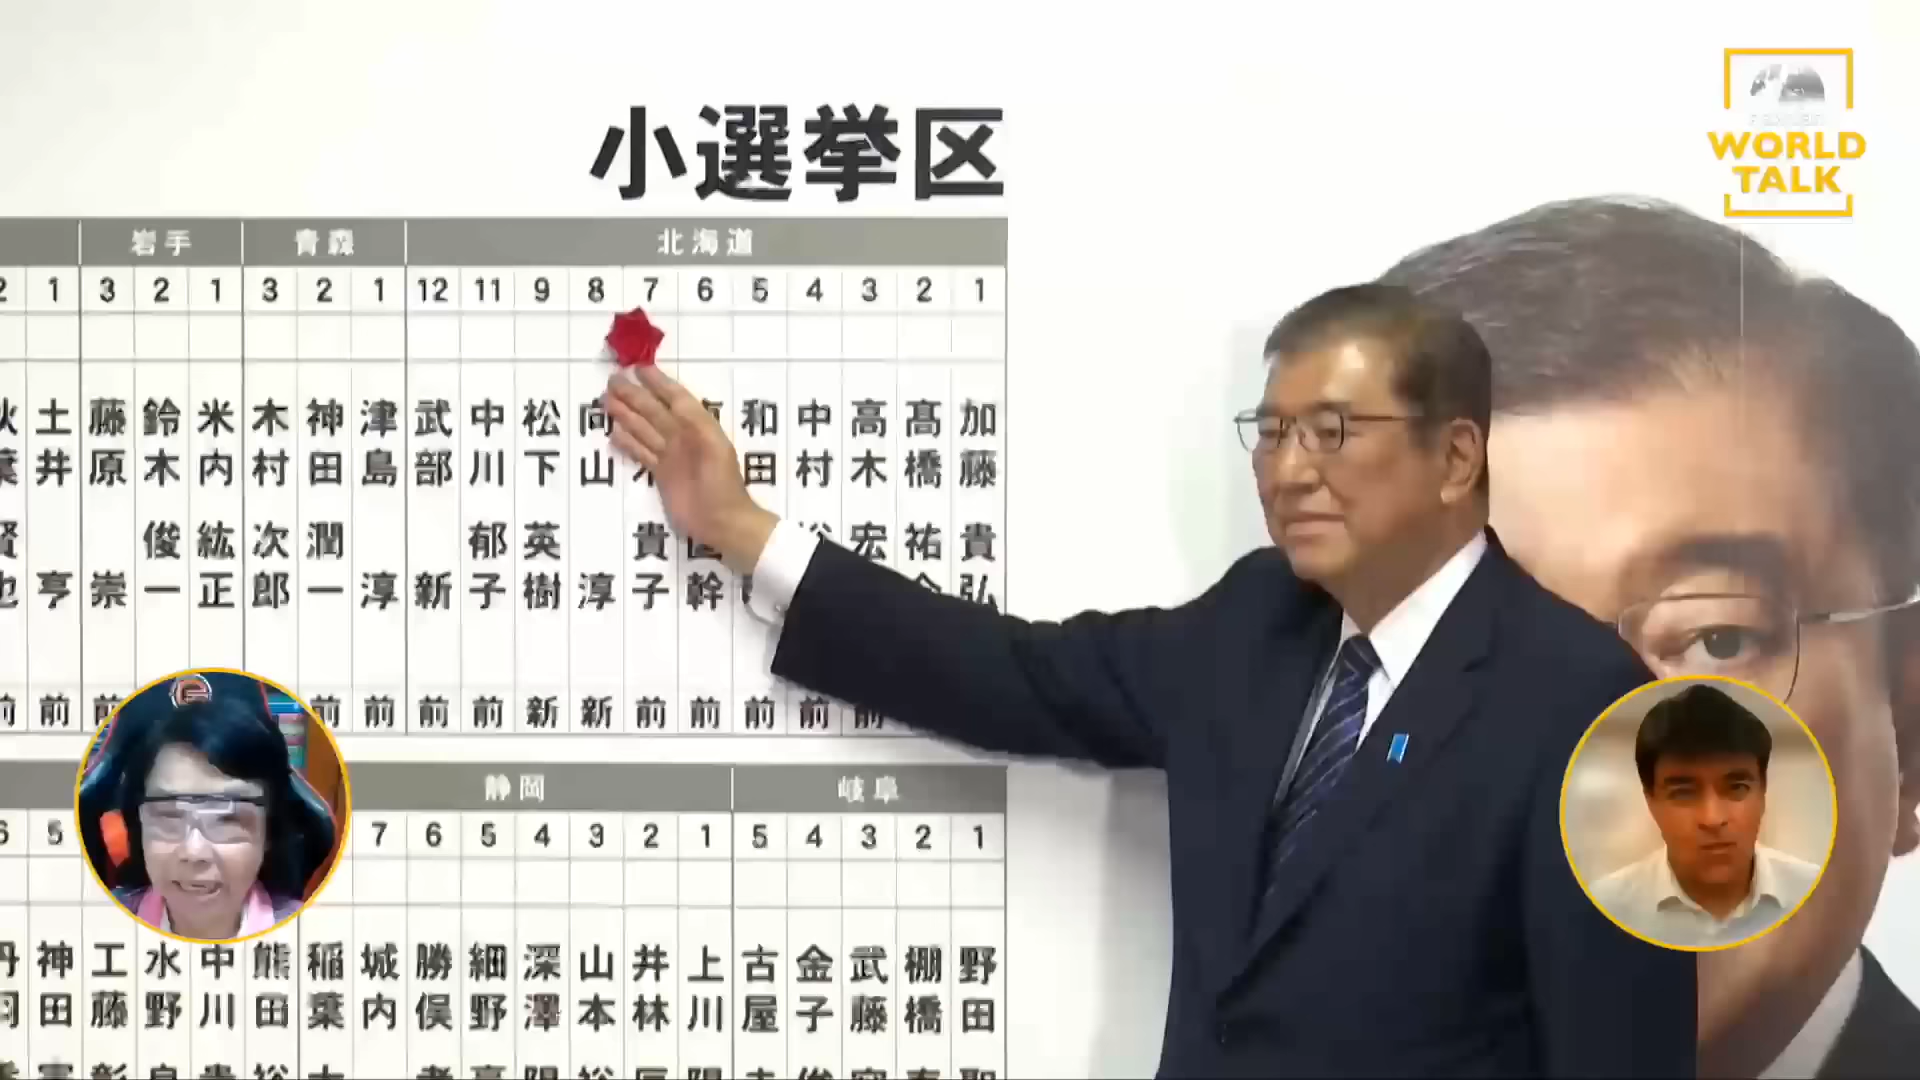 WORLD
TALK
小選挙区
岩手 青森 北海道
1 3 2 1 3 2 1 12 11 9 8 7 6 5 4 3 2 1
土井 亨
藤原 崇
鈴木 俊一
米内 紘正
木村 次郎
神田 潤一
津島 淳
武部 新
中川 郁子
松下 英樹
向山 淳
貴子
幹
和田
中村
高木 宏
髙橋 祐
加藤 貴弘
前 前 前 前 前 前 新 新 前 前 前 前 前
静岡 岐阜
5 7 6 5 4 3 2 1 5 4 3 2 1
神田
工藤
水野
中川
熊田
稲葉
城内
勝俣
細野
深澤
山本
井林
上川
古屋
金子
武藤
棚橋
野田